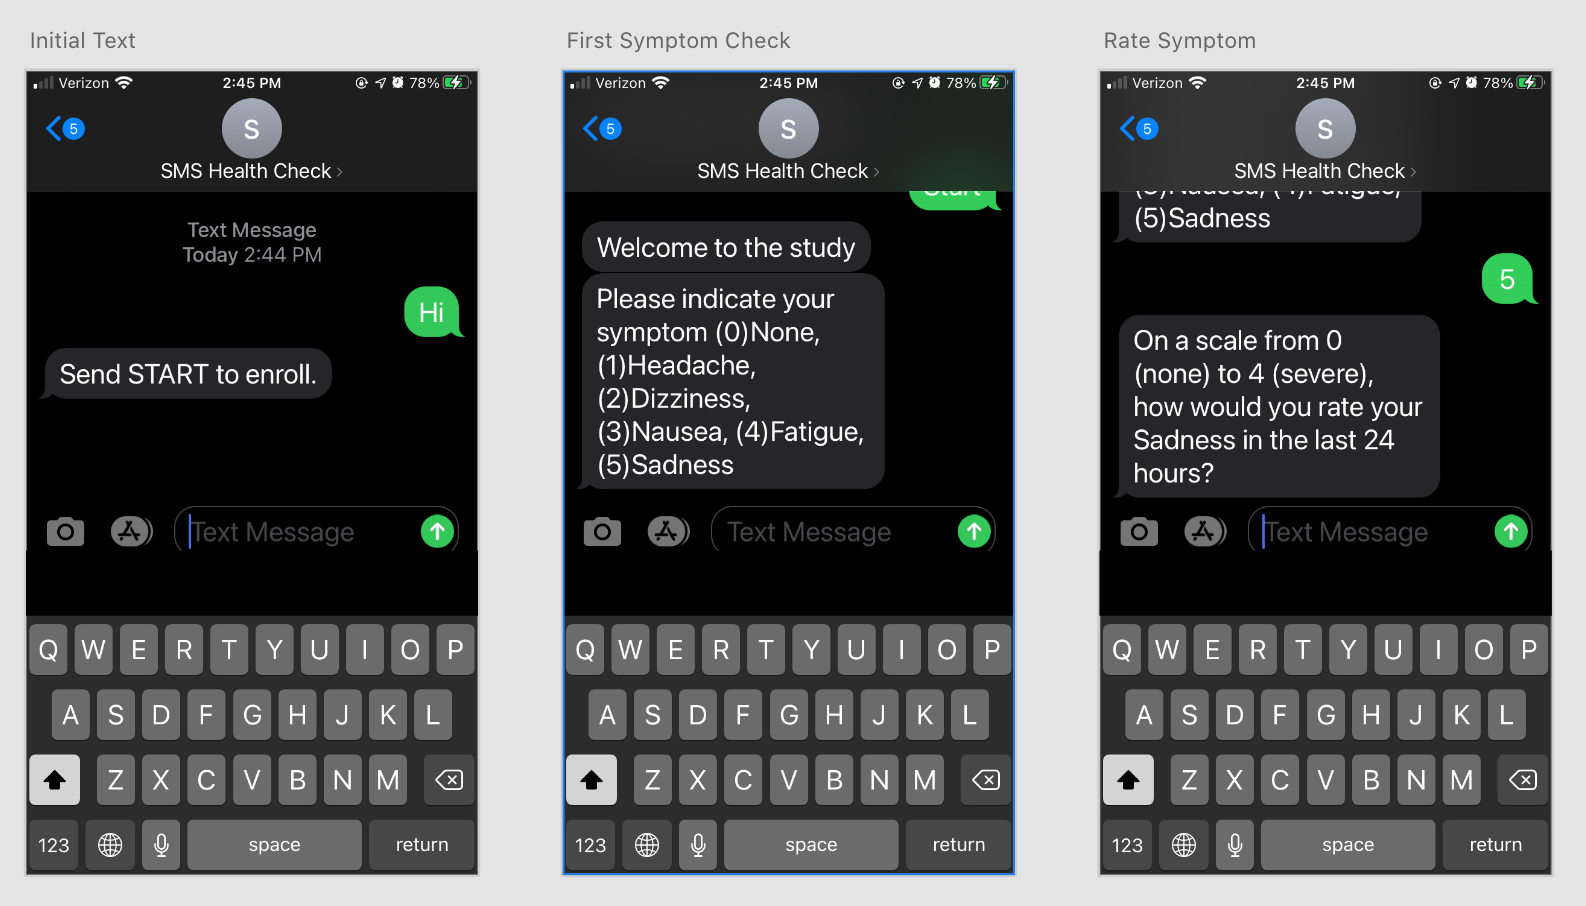 Initial Text
Verizon 2:45 PM 78%
5
S
SMS Health Check
Text Message
Today 2:44 PM
Hi
Send START to enroll.
Text Message
Q W E R T Y U I O P
A S D F G H J K L
Z X C V B N M
123 space return
First Symptom Check
Verizon 2:45 PM 78%
5
S
SMS Health Check
Start
Welcome to the study
Please indicate your
symptom (0)None,
(1)Headache,
(2)Dizziness,
(3)Nausea, (4)Fatigue,
(5)Sadness
Text Message
Q W E R T Y U I O P
A S D F G H J K L
Z X C V B N M
123 space return
Rate Symptom
Verizon 2:45 PM 78%
5
S
SMS Health Check
(3)Nausea, (4)Fatigue,
(5)Sadness
5
On a scale from 0
(none) to 4 (severe),
how would you rate your
Sadness in the last 24
hours?
Text Message
Q W E R T Y U I O P
A S D F G H J K L
Z X C V B N M
123 space return